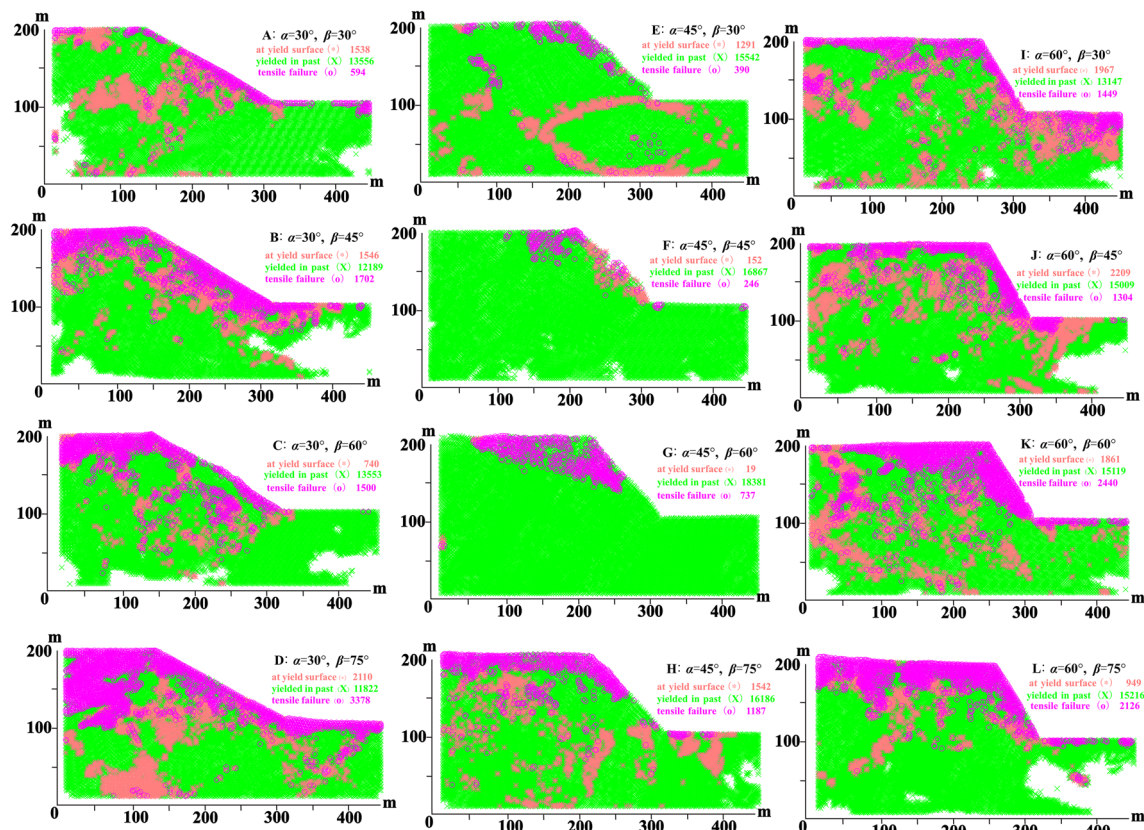 m
200
100
0
100
200
300
400
m
A: α=30°, β=30°
at yield surface (*) 1538
yielded in past (X) 13556
tensile failure (o) 594
m
200
100
0
100
200
300
400
m
E: α=45°, β=30°
at yield surface (*) 1291
yielded in past (X) 15542
tensile failure (o) 390
m
200
100
0
100
200
300
400
m
I: α=60°, β=30°
at yield surface (*) 1967
yielded in past (X) 13147
tensile failure (o) 1449
m
200
100
0
100
200
300
400
m
B: α=30°, β=45°
at yield surface (*) 1546
yielded in past (X) 12189
tensile failure (o) 1702
m
200
100
0
100
200
300
400
m
F: α=45°, β=45°
at yield surface (*) 152
yielded in past (X) 16867
tensile failure (o) 246
m
200
100
0
100
200
300
400
m
J: α=60°, β=45°
at yield surface (*) 2209
yielded in past (X) 15009
tensile failure (o) 1304
m
200
100
0
100
200
300
400
m
C: α=30°, β=60°
at yield surface (*) 740
yielded in past (X) 13553
tensile failure (o) 1500
m
200
100
0
100
200
300
400
m
G: α=45°, β=60°
at yield surface (*) 19
yielded in past (X) 18381
tensile failure (o) 737
m
200
100
0
100
200
300
400
m
K: α=60°, β=60°
at yield surface (*) 1861
yielded in past (X) 15119
tensile failure (o) 2440
m
200
100
0
100
200
300
400
m
D: α=30°, β=75°
at yield surface (*) 2110
yielded in past (X) 11822
tensile failure (o) 3378
m
200
100
0
100
200
300
400
m
H: α=45°, β=75°
at yield surface (*) 1542
yielded in past (X) 16186
tensile failure (o) 1187
m
200
100
0
100
200
300
400
m
L: α=60°, β=75°
at yield surface (*) 949
yielded in past (X) 15216
tensile failure (o) 2126